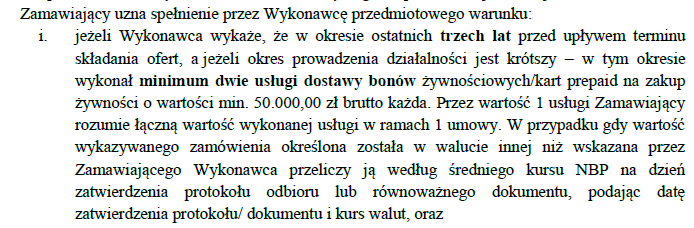 Zamawiający uzna spełnienie przez Wykonawcę przedmiotowego warunku:
i. jeżeli Wykonawca wykaże, że w okresie ostatnich trzech lat przed upływem terminu
składania ofert, a jeżeli okres prowadzenia działalności jest krótszy – w tym okresie
wykonał minimum dwie usługi dostawy bonów żywnościowych/kart prepaid na zakup
żywności o wartości min. 50.000,00 zł brutto każda. Przez wartość 1 usługi Zamawiający
rozumie łączną wartość wykonanej usługi w ramach 1 umowy. W przypadku gdy wartość
wykazywanego zamówienia określona została w walucie innej niż wskazana przez
Zamawiającego Wykonawca przeliczy ją według średniego kursu NBP na dzień
zatwierdzenia protokołu odbioru lub równoważnego dokumentu, podając datę
zatwierdzenia protokołu/ dokumentu i kurs walut, oraz